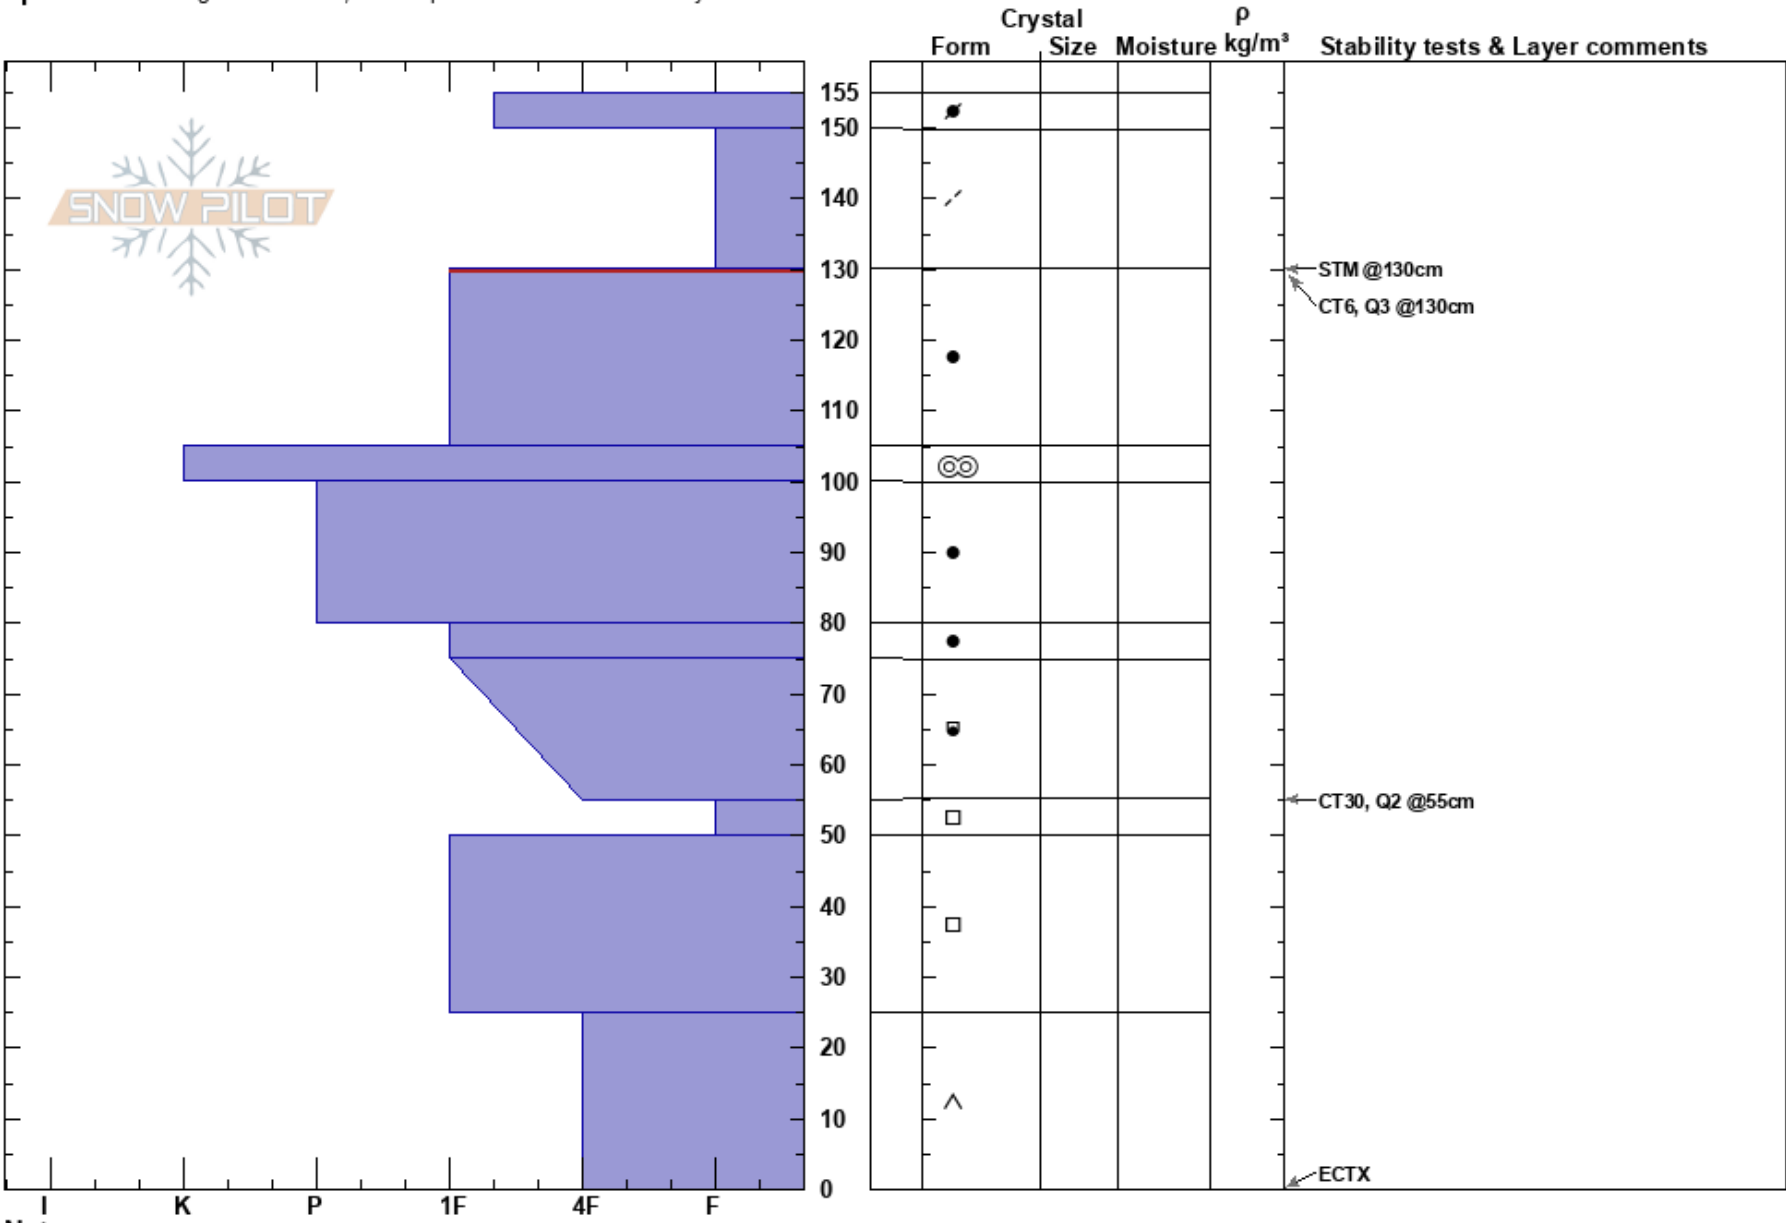 Crystal
ρ
Form
Size
Moisture
kg/m³
Stability tests & Layer comments
155
150
SNOW PILOT
140
130
STM @130cm
CT6, Q3 @130cm
120
110
100
90
80
70
60
CT30, Q2 @55cm
50
40
30
20
10
ECTX
0
I K P 1F 4F F